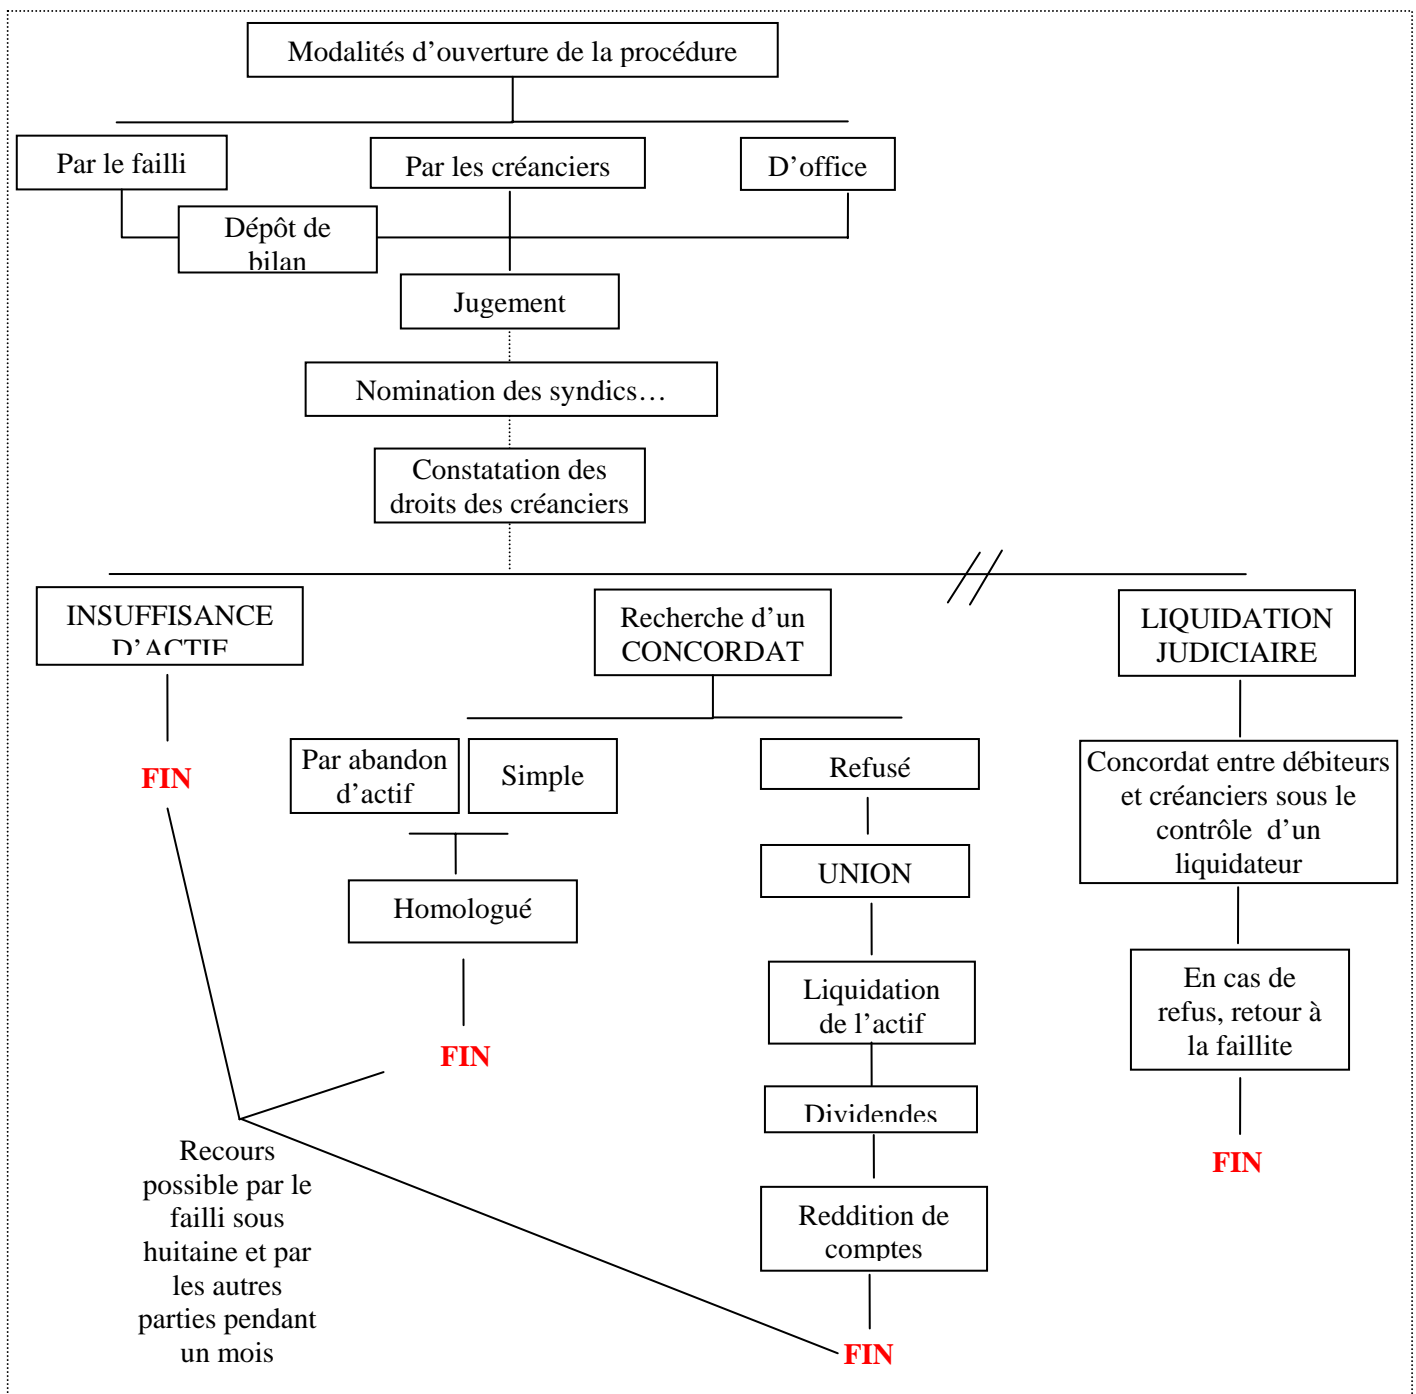 Modalités d’ouverture de la procédure
Par le failli
Par les créanciers
D’office
Dépôt de
bilan
Jugement
Nomination des syndics…
Constatation des
droits des créanciers
INSUFFISANCE
D’ACTIF
Recherche d’un
CONCORDAT
LIQUIDATION
JUDICIAIRE
FIN
Par abandon
d’actif
Simple
Refusé
Concordat entre débiteurs
et créanciers sous le
contrôle d’un
liquidateur
Homologué
UNION
FIN
Liquidation
de l’actif
En cas de
refus, retour à
la faillite
Dividendes
FIN
Recours
possible par le
failli sous
huitaine et par
les autres
parties pendant
un mois
Reddition de
comptes
FIN